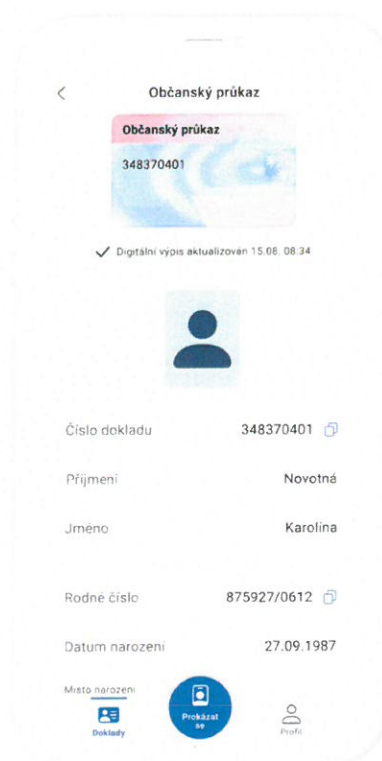 Občanský průkaz
Občanský průkaz
348370401
Digitální výpis aktualizován 15.08. 08:34
Číslo dokladu 348370401
Příjmení Novotná
Jméno Karolína
Rodné číslo 875927/0612
Datum narození 27.09.1987
Místo narození
Doklady
Prokázat
se
Profil